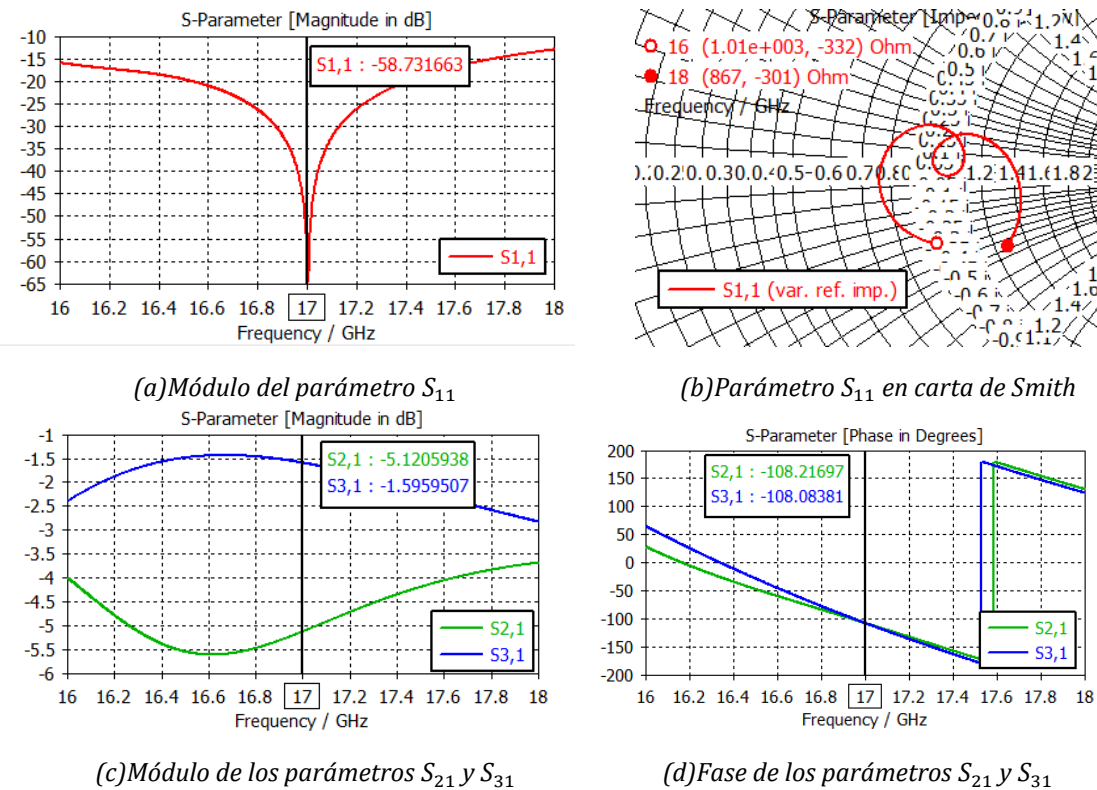 S-Parameter [Magnitude in dB]
-10
-15
-20
-25
-30
-35
-40
-45
-50
-55
-60
-65
S1,1 : -58.731663
S1,1
16 16.2 16.4 16.6 16.8 17 17.2 17.4 17.6 17.8 18
Frequency / GHz
S-Parameter
16 (1.01e+003, -332) Ohm
18 (867, -301) Ohm
Frequency / GHz
S1,1 (var. ref. imp.)
(a)Módulo del parámetro S₁₁
(b)Parámetro S₁₁ en carta de Smith
S-Parameter [Magnitude in dB]
-1
-1.5
-2
-2.5
-3
-3.5
-4
-4.5
-5
-5.5
-6
S2,1 : -5.1205938
S3,1 : -1.5959507
S2,1
S3,1
16 16.2 16.4 16.6 16.8 17 17.2 17.4 17.6 17.8 18
Frequency / GHz
S-Parameter [Phase in Degrees]
200
150
100
50
0
-50
-100
-150
-200
S2,1 : -108.21697
S3,1 : -108.08381
S2,1
S3,1
16 16.2 16.4 16.6 16.8 17 17.2 17.4 17.6 17.8 18
Frequency / GHz
(c)Módulo de los parámetros S₂₁ y S₃₁
(d)Fase de los parámetros S₂₁ y S₃₁